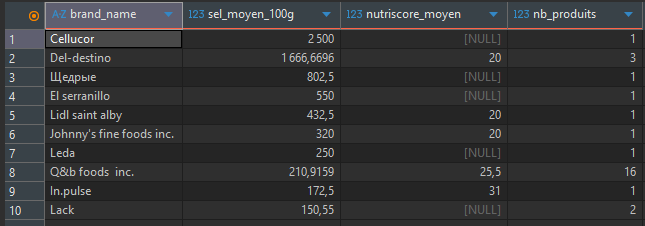 A-Z brand_name 123 sel_moyen_100g 123 nutriscore_moyen 123 nb_produits
1 Cellucor 2 500 [NULL] 1
2 Del-destino 1 666,6696 20 3
3 Щедрые 802,5 [NULL] 1
4 El serranillo 550 [NULL] 1
5 Lidl saint alby 432,5 20 1
6 Johnny's fine foods inc. 320 20 1
7 Leda 250 [NULL] 1
8 Q&b foods  inc. 210,9159 25,5 16
9 In.pulse 172,5 31 1
10 Lack 150,55 [NULL] 2